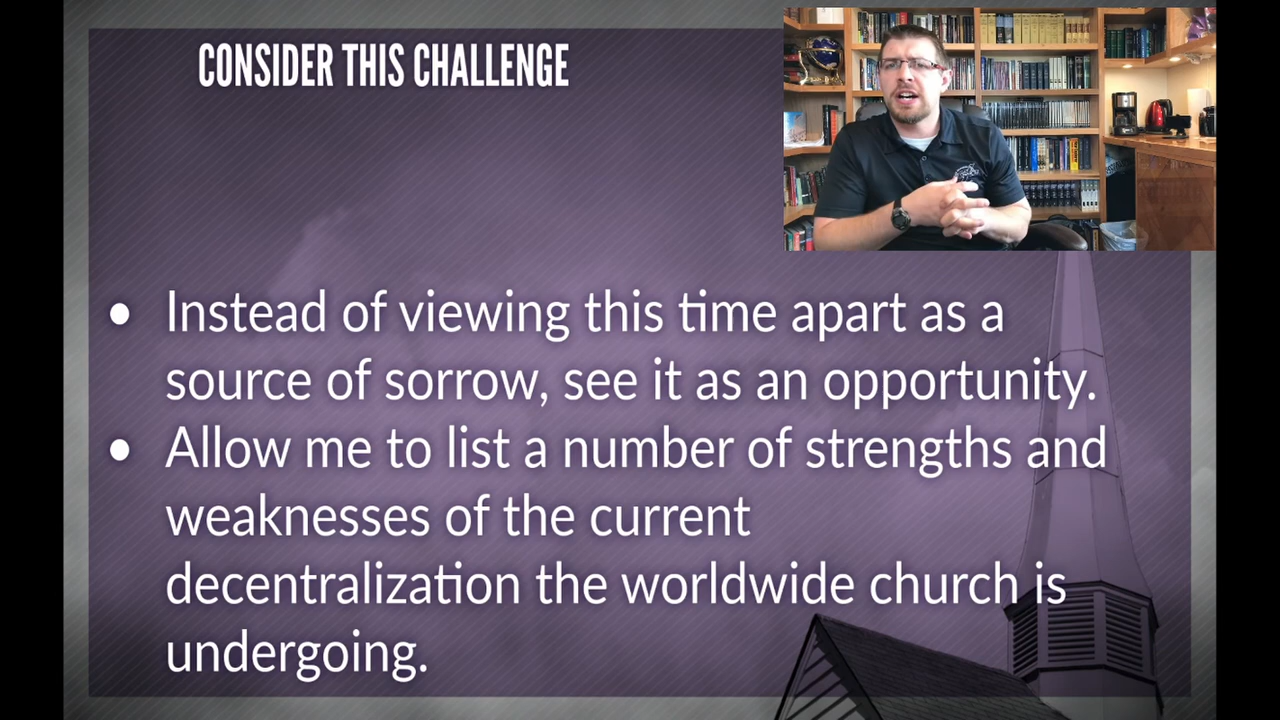 CONSIDER THIS CHALLENGE
• Instead of viewing this time apart as a
source of sorrow, see it as an opportunity.
• Allow me to list a number of strengths and
weaknesses of the current
decentralization the worldwide church is
undergoing.